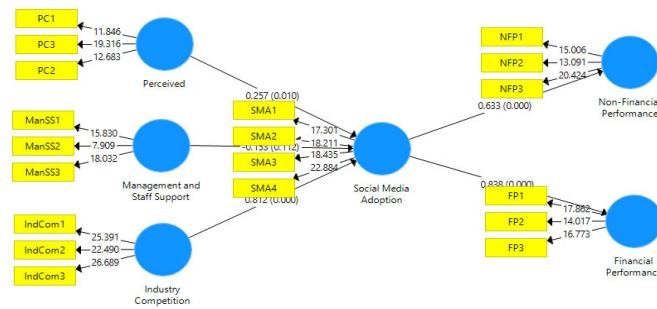 PC1
11.846
PC3
19.316
PC2
12.683
Perceived
ManSS1
15.830
ManSS2
7.909
ManSS3
18.032
Management and
Staff Support
IndCom1
25.391
IndCom2
22.490
IndCom3
26.689
Industry
Competition
0.257 (0.010)
-0.153 (0.112)
0.812 (0.000)
SMA1
17.301
SMA2
18.211
SMA3
18.435
SMA4
22.884
Social Media
Adoption
0.633 (0.000)
0.838 (0.000)
NFP1
15.006
NFP2
13.091
NFP3
20.424
Non-Financial
Performance
FP1
17.862
FP2
14.017
FP3
16.773
Financial
Performance